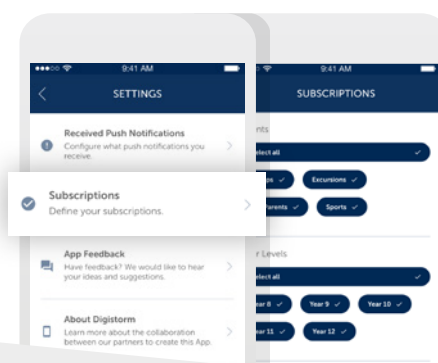 9:41 AM
SETTINGS
Received Push Notifications
Configure what push notifications you
receive.
Subscriptions
Define your subscriptions.
App Feedback
Have feedback? We would like to hear
your ideas and suggestions.
About Digistorm
Learn more about the collaboration
between our partners to create this App.
9:41 AM
SUBSCRIPTIONS
nts
elect all
ps
Excursions
Parents
Sports
r Levels
elect all
ear 8
Year 9
Year 10
ear 11
Year 12